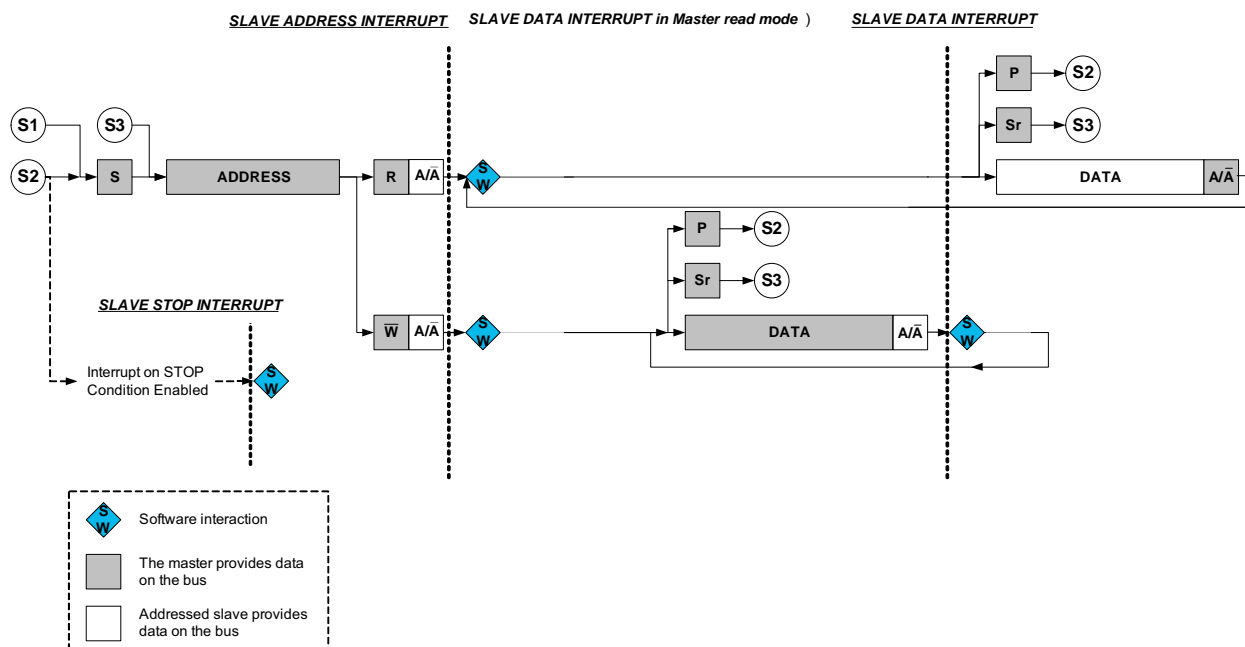 SLAVE ADDRESS INTERRUPT
SLAVE DATA INTERRUPT in Master read mode )
SLAVE DATA INTERRUPT
P
S2
S1
S3
Sr
S3
S2
S
ADDRESS
R
A/A̅
S
W
DATA
A/A̅
P
S2
Sr
S3
SLAVE STOP INTERRUPT
W̅
A/A̅
S
W
DATA
A/A̅
S
W
Interrupt on STOP
Condition Enabled
S
W
S
W
Software interaction
The master provides data
on the bus
Addressed slave provides
data on the bus